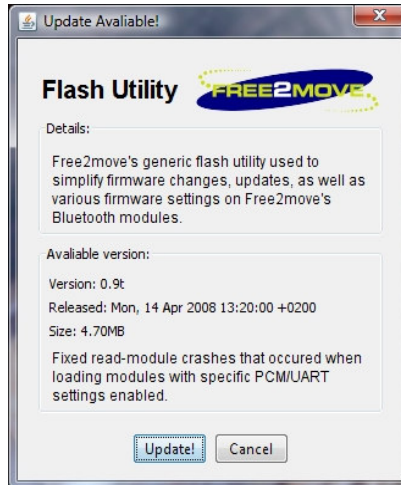 Update Avaliable!
Flash Utility FREE2MOVE
Details:
Free2move's generic flash utility used to
simplify firmware changes, updates, as well as
various firmware settings on Free2move's
Bluetooth modules.
Avaliable version:
Version: 0.9t
Released: Mon, 14 Apr 2008 13:20:00 +0200
Size: 4.70MB
Fixed read-module crashes that occured when
loading modules with specific PCM/UART
settings enabled.
Update! Cancel